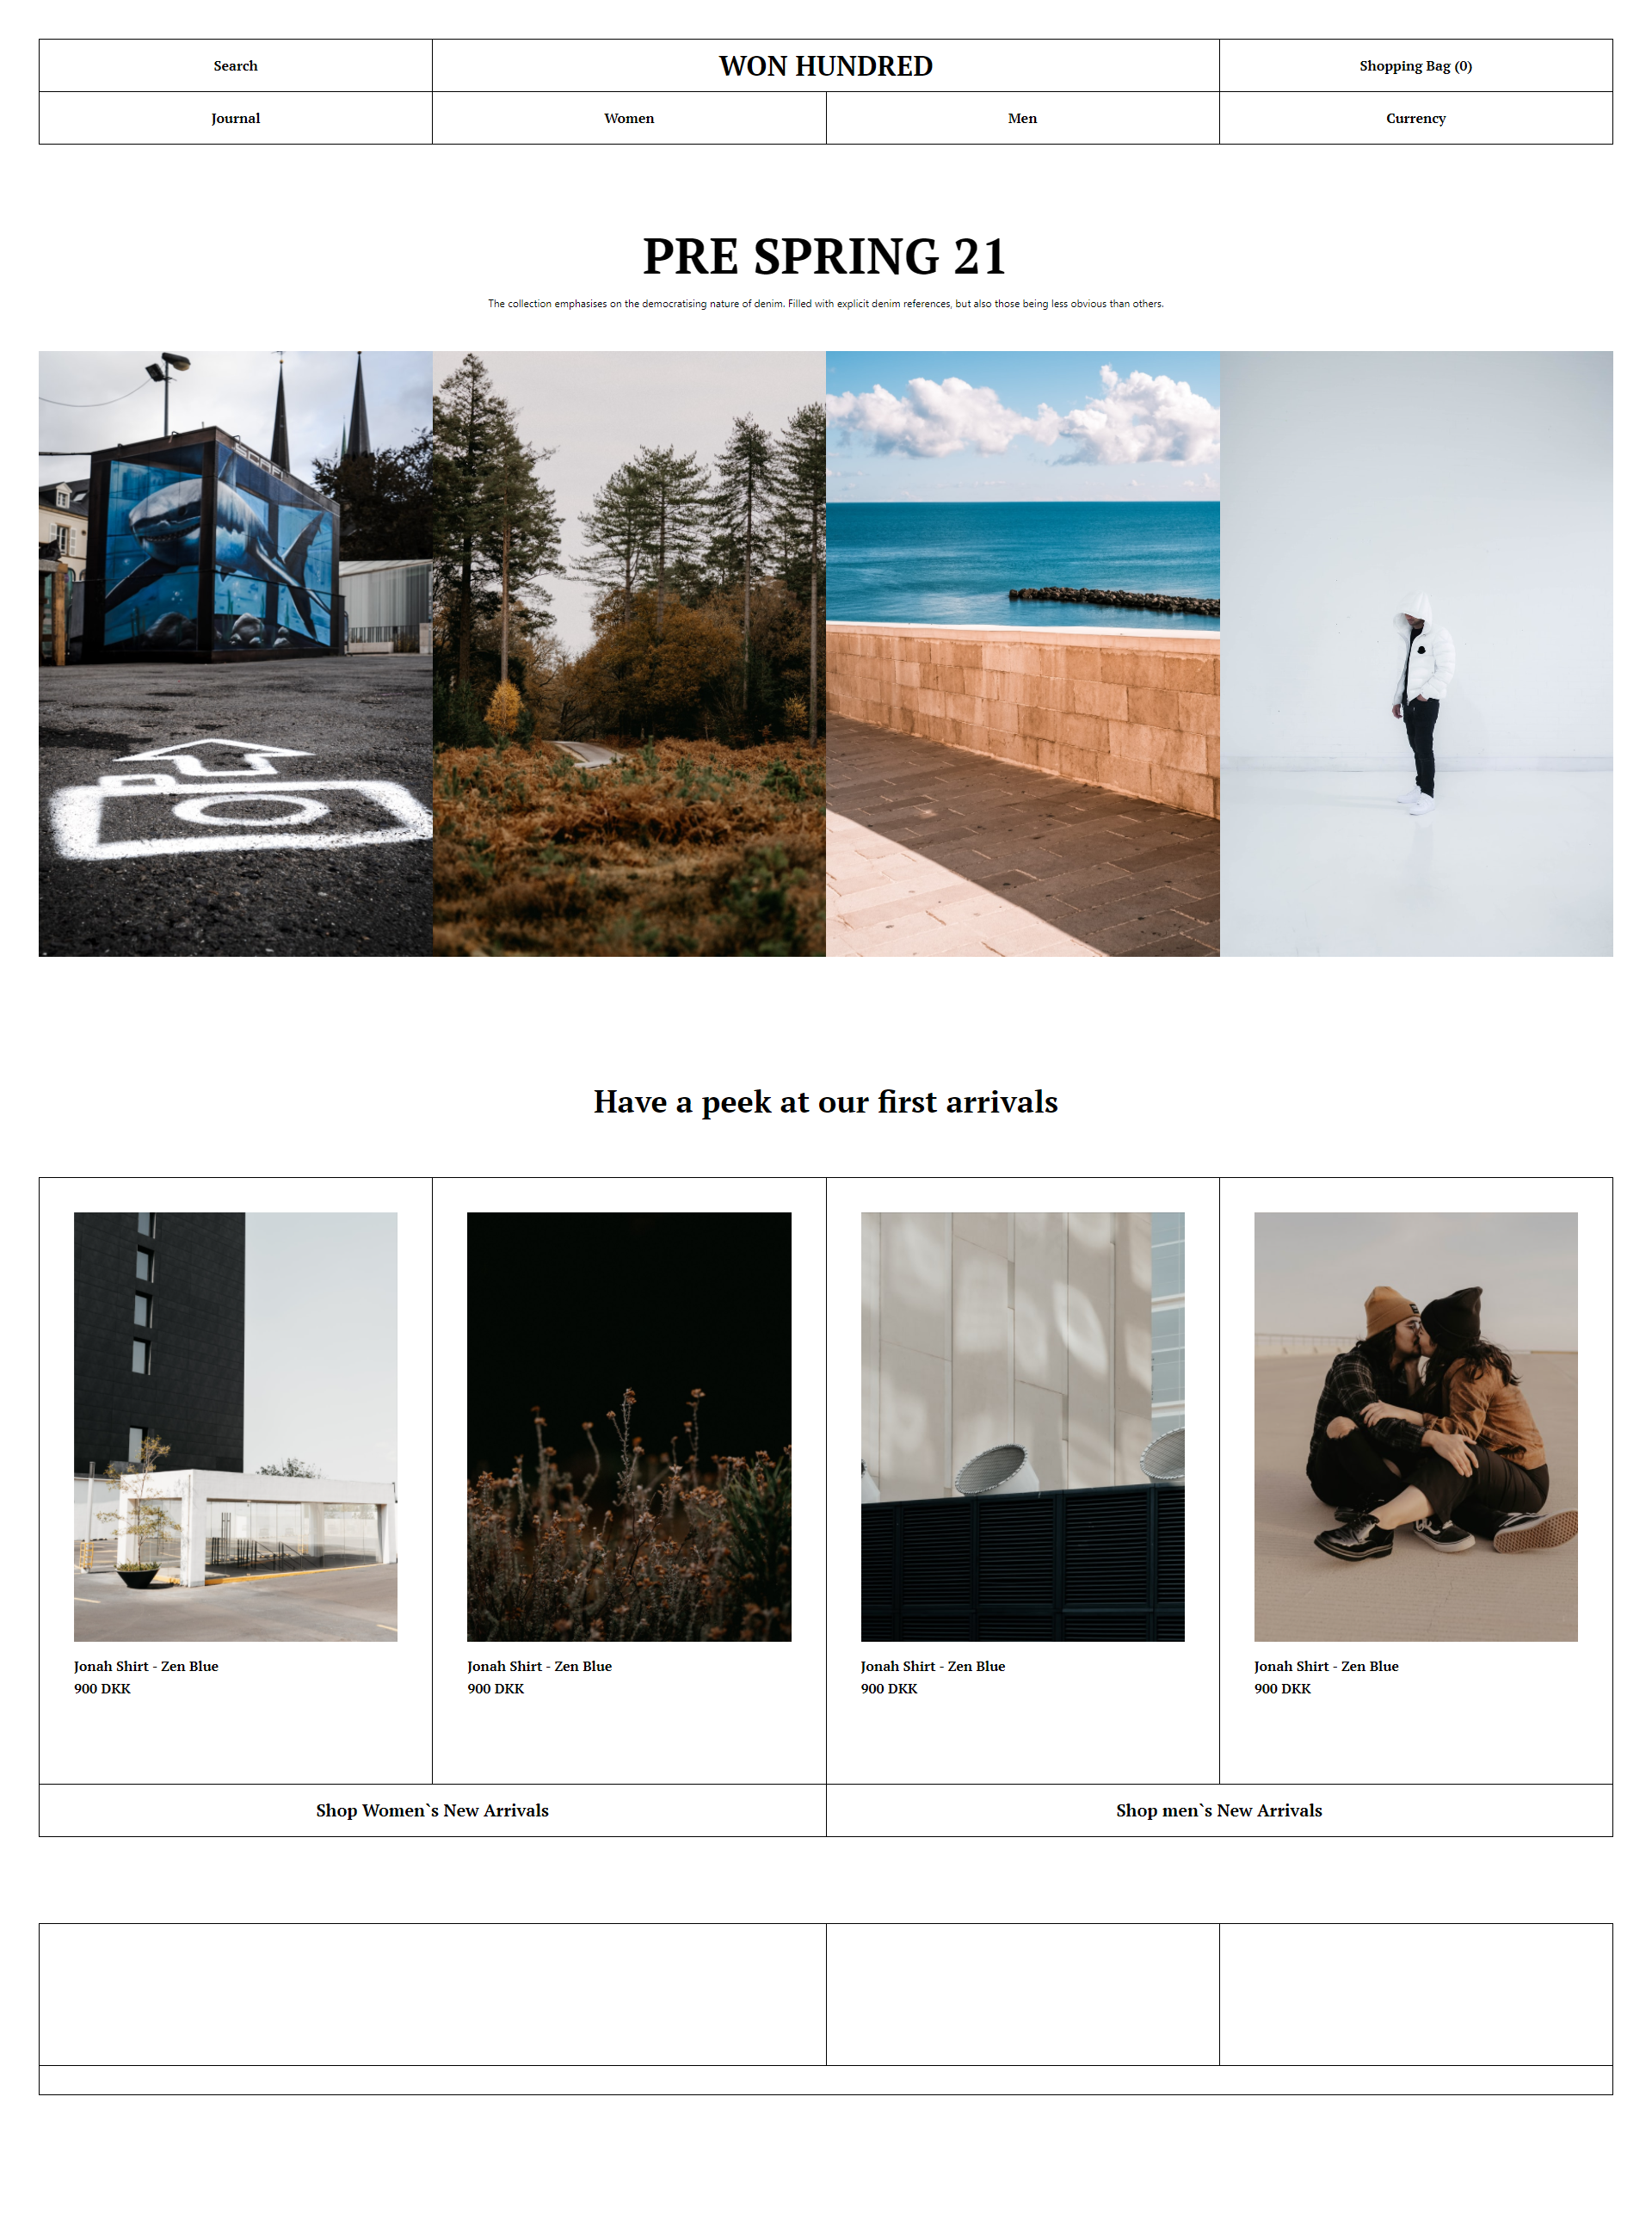 Search
WON HUNDRED
Shopping Bag (0)
Journal
Women
Men
Currency
PRE SPRING 21
The collection emphasises on the democratising nature of denim. Filled with explicit denim references, but also those being less obvious than others.
Have a peek at our first arrivals
Jonah Shirt - Zen Blue
900 DKK
Jonah Shirt - Zen Blue
900 DKK
Jonah Shirt - Zen Blue
900 DKK
Jonah Shirt - Zen Blue
900 DKK
Shop Women`s New Arrivals
Shop men`s New Arrivals